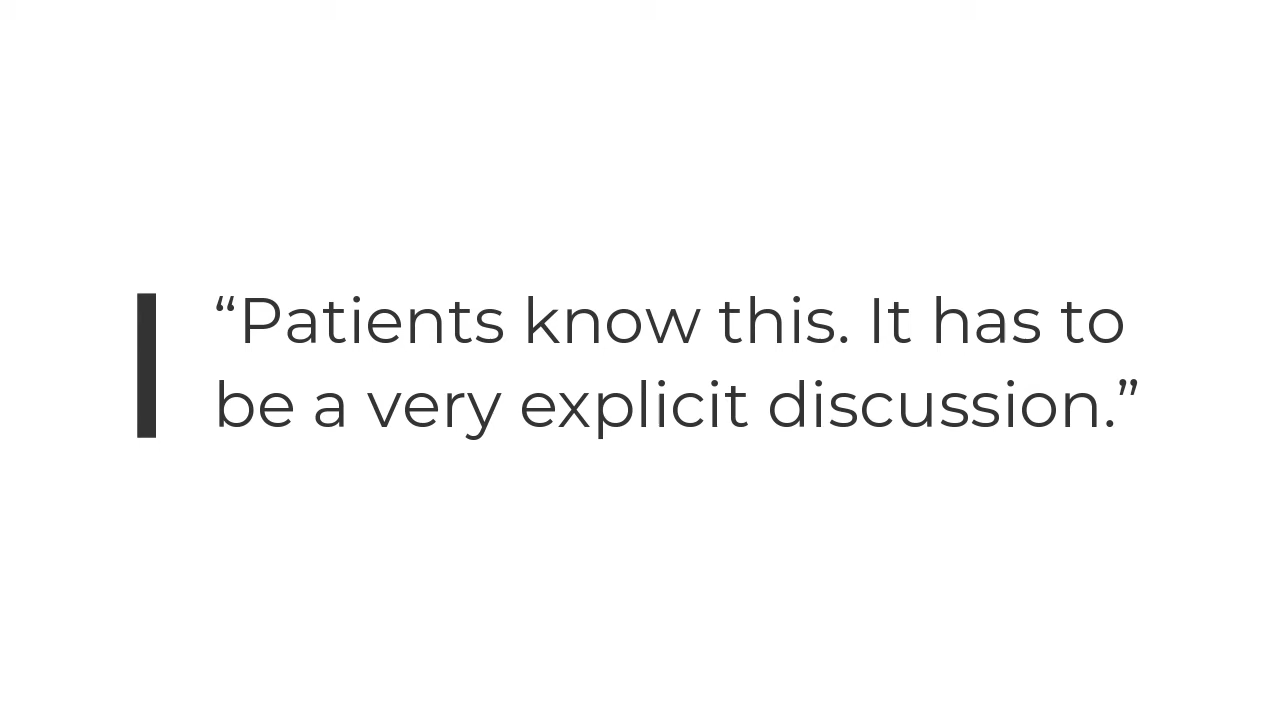 “Patients know this. It has to
be a very explicit discussion.”